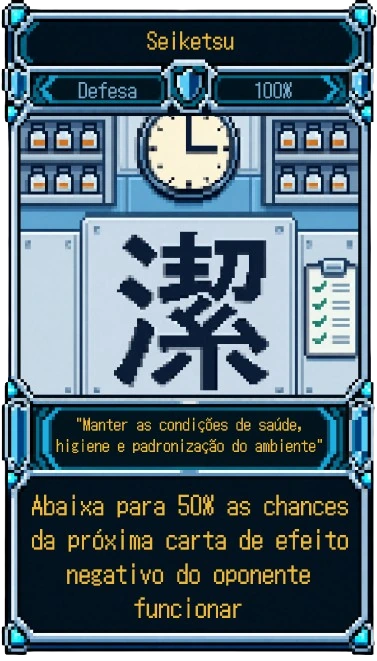 Seiketsu
Defesa
100%
潔
"Manter as condições de saúde,
higiene e padronização do ambiente"
Abaixa para 50% as chances
da próxima carta de efeito
negativo do oponente
funcionar